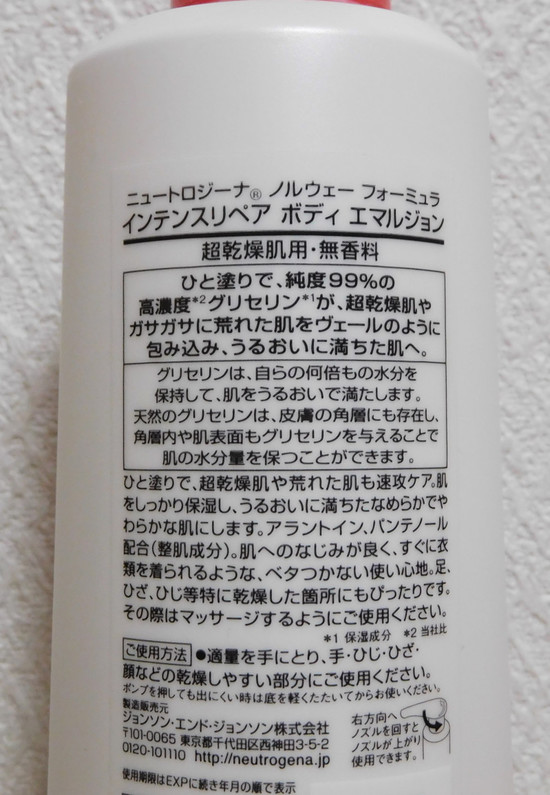 ニュートロジーナ® ノルウェー フォーミュラ
インテンスリペア ボディ エマルジョン
超乾燥肌用・無香料
ひと塗りで、純度99%の
高濃度*2グリセリン*1が、超乾燥肌や
ガサガサに荒れた肌をヴェールのように
包み込み、うるおいに満ちた肌へ。
グリセリンは、自らの何倍もの水分を
保持して、肌をうるおいで満たします。
天然のグリセリンは、皮膚の角層にも存在し、
角層内や肌表面もグリセリンを与えることで
肌の水分量を保つことができます。
ひと塗りで、超乾燥肌や荒れた肌も速攻ケア。肌
をしっかり保湿し、うるおいに満ちたなめらかでや
わらかな肌にします。アラントイン、パンテノール
配合(整肌成分)。肌へのなじみが良く、すぐに衣
類を着られるような、ベタつかない使い心地。足、
ひざ、ひじ等特に乾燥した箇所にもぴったりです。
その際はマッサージするようにご使用ください。
*1 保湿成分 *2 当社比
ご使用方法 ●適量を手にとり、手・ひじ・ひざ・
顔などの乾燥しやすい部分にご使用ください。
ポンプを押しても出にくい時は底を軽くたたいてからお使いください。
製造販売元
ジョンソン・エンド・ジョンソン株式会社
〒101-0065 東京都千代田区西神田3-5-2
0120-101110 http://neutrogena.jp
右方向へ
ノズルを回すと
ノズルが上がり
使用できます。
使用期限はEXPに続き年月の順で表示